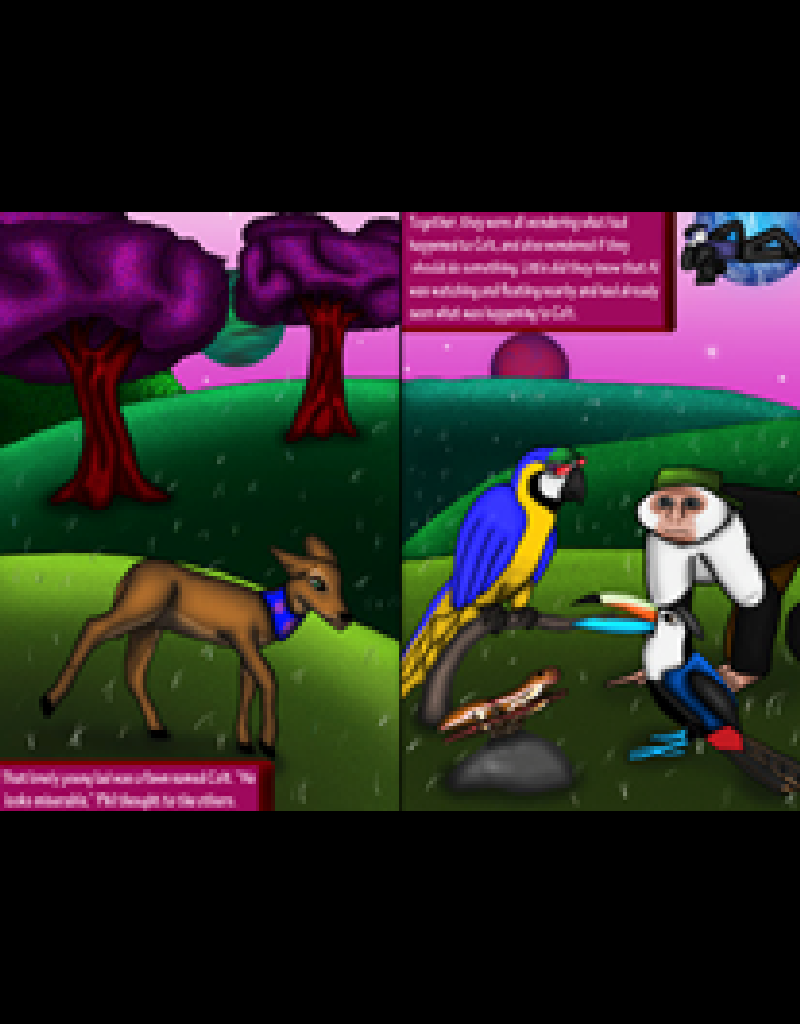 That lonely young lad was a fawn named Colt. "He
looks miserable." Phil thought to the others.
Together, they were all wondering what had
happened to Colt, and also wondered if they
should do something. Little did they know that Al
was watching and floating nearby and had already
seen what was happening to Colt.